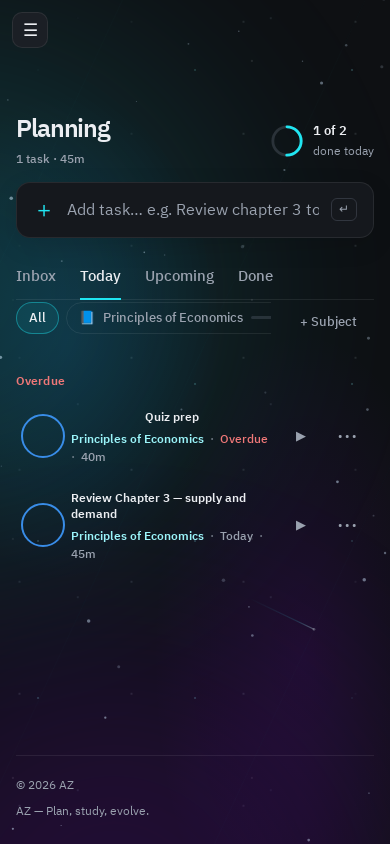 ☰
Planning
1 task · 45m
1 of 2
done today
+ Add task... e.g. Review chapter 3 to ↵
Inbox Today Upcoming Done
All 📘 Principles of Economics + Subject
Overdue
Quiz prep
Principles of Economics · Overdue
· 40m
▶ ···
Review Chapter 3 — supply and
demand
Principles of Economics · Today ·
45m
▶ ···
© 2026 AZ
AZ — Plan, study, evolve.